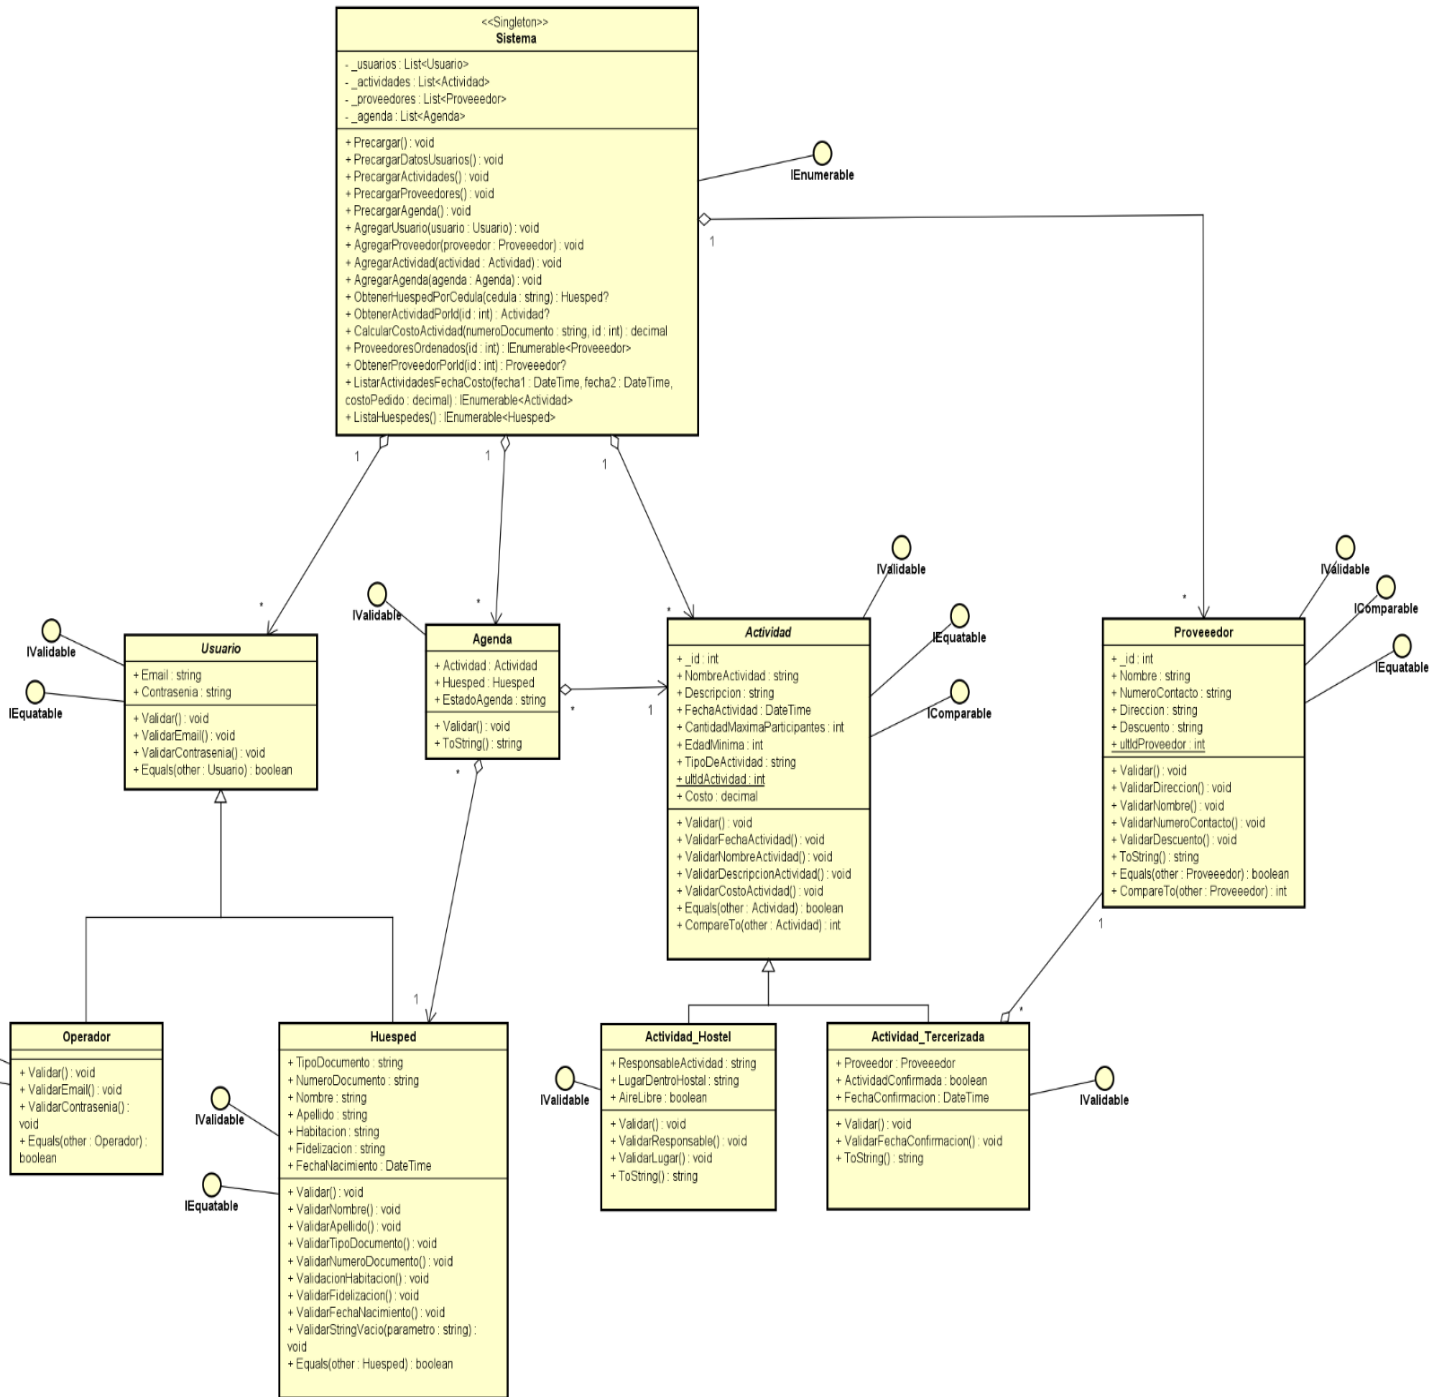 <<Singleton>>
Sistema
- _usuarios : List<Usuario>
- _actividades : List<Actividad>
- _proveedores : List<Proveeedor>
- _agenda : List<Agenda>
+ Precargar() : void
+ PrecargarDatosUsuarios() : void
+ PrecargarActividades() : void
+ PrecargarProveedores() : void
+ PrecargarAgenda() : void
+ AgregarUsuario(usuario : Usuario) : void
+ AgregarProveedor(proveedor : Proveeedor) : void
+ AgregarActividad(actividad : Actividad) : void
+ AgregarAgenda(agenda : Agenda) : void
+ ObtenerHuespedPorCedula(cedula : string) : Huesped?
+ ObtenerActividadPorId(id : int) : Actividad?
+ CalcularCostoActividad(numeroDocumento : string, id : int) : decimal
+ ProveedoresOrdenados(id : int) : IEnumerable<Proveeedor>
+ ObtenerProveedorPorId(id : int) : Proveeedor?
+ ListarActividadesFechaCosto(fecha1 : DateTime, fecha2 : DateTime,
costoPedido : decimal) : IEnumerable<Actividad>
+ ListaHuespedes() : IEnumerable<Huesped>
IEnumerable
1
1
1
1
*
*
*
*
IValidable
IEquatable
Usuario
+ Email : string
+ Contrasenia : string
+ Validar() : void
+ ValidarEmail() : void
+ ValidarContrasenia() : void
+ Equals(other : Usuario) : boolean
IValidable
Agenda
+ Actividad : Actividad
+ Huesped : Huesped
+ EstadoAgenda : string
+ Validar() : void
+ ToString() : string
*
1
*
1
IValidable
IEquatable
IComparable
Actividad
+ _id : int
+ NombreActividad : string
+ Descripcion : string
+ FechaActividad : DateTime
+ CantidadMaximaParticipantes : int
+ EdadMinima : int
+ TipoDeActividad : string
+ ultIdActividad : int
+ Costo : decimal
+ Validar() : void
+ ValidarFechaActividad() : void
+ ValidarNombreActividad() : void
+ ValidarDescripcionActividad() : void
+ ValidarCostoActividad() : void
+ Equals(other : Actividad) : boolean
+ CompareTo(other : Actividad) : int
IValidable
IComparable
IEquatable
Proveeedor
+ _id : int
+ Nombre : string
+ NumeroContacto : string
+ Direccion : string
+ Descuento : string
+ ultIdProveedor : int
+ Validar() : void
+ ValidarDireccion() : void
+ ValidarNombre() : void
+ ValidarNumeroContacto() : void
+ ValidarDescuento() : void
+ ToString() : string
+ Equals(other : Proveeedor) : boolean
+ CompareTo(other : Proveeedor) : int
1
*
Operador
+ Validar() : void
+ ValidarEmail() : void
+ ValidarContrasenia() :
void
+ Equals(other : Operador) :
boolean
IValidable
IEquatable
Huesped
+ TipoDocumento : string
+ NumeroDocumento : string
+ Nombre : string
+ Apellido : string
+ Habitacion : string
+ Fidelizacion : string
+ FechaNacimiento : DateTime
+ Validar() : void
+ ValidarNombre() : void
+ ValidarApellido() : void
+ ValidarTipoDocumento() : void
+ ValidarNumeroDocumento() : void
+ ValidacionHabitacion() : void
+ ValidarFidelizacion() : void
+ ValidarFechaNacimiento() : void
+ ValidarStringVacio(parametro : string) :
void
+ Equals(other : Huesped) : boolean
IValidable
Actividad_Hostel
+ ResponsableActividad : string
+ LugarDentroHostal : string
+ AireLibre : boolean
+ Validar() : void
+ ValidarResponsable() : void
+ ValidarLugar() : void
+ ToString() : string
Actividad_Tercerizada
+ Proveedor : Proveeedor
+ ActividadConfirmada : boolean
+ FechaConfirmacion : DateTime
+ Validar() : void
+ ValidarFechaConfirmacion() : void
+ ToString() : string
IValidable